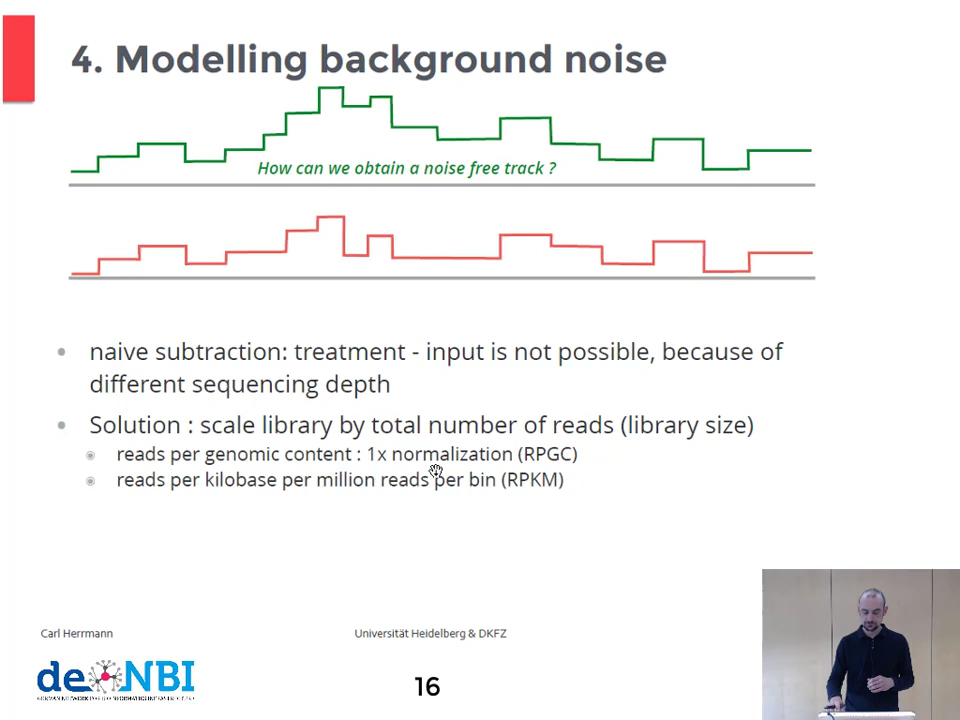 4. Modelling background noise
How can we obtain a noise free track ?
naive subtraction: treatment - input is not possible, because of
different sequencing depth
Solution : scale library by total number of reads (library size)
reads per genomic content : 1x normalization (RPGC)
reads per kilobase per million reads per bin (RPKM)
Carl Herrmann
Universität Heidelberg & DKFZ
de NBI
16